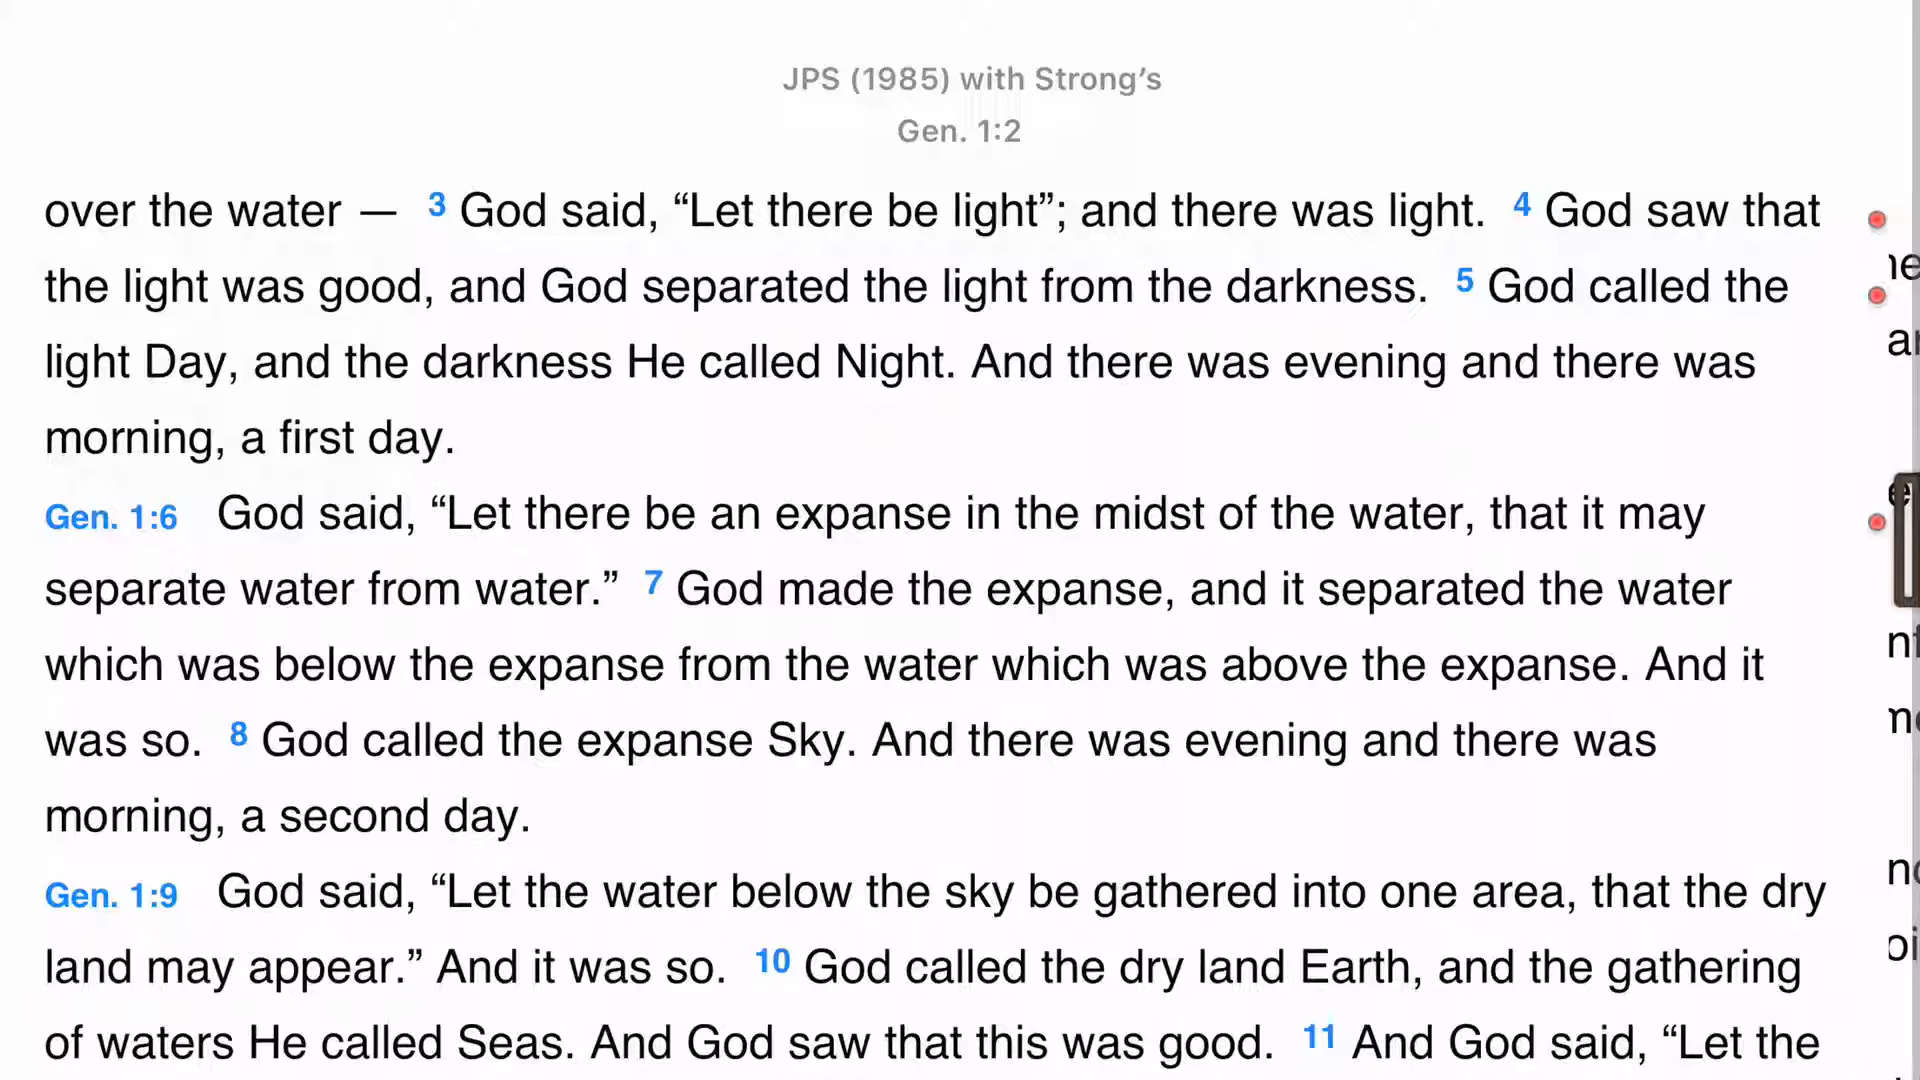 JPS (1985) with Strong’s
Gen. 1:2
over the water — 3 God said, “Let there be light”; and there was light. 4 God saw that
the light was good, and God separated the light from the darkness. 5 God called the
light Day, and the darkness He called Night. And there was evening and there was
morning, a first day.
Gen. 1:6 God said, “Let there be an expanse in the midst of the water, that it may
separate water from water.” 7 God made the expanse, and it separated the water
which was below the expanse from the water which was above the expanse. And it
was so. 8 God called the expanse Sky. And there was evening and there was
morning, a second day.
Gen. 1:9 God said, “Let the water below the sky be gathered into one area, that the dry
land may appear.” And it was so. 10 God called the dry land Earth, and the gathering
of waters He called Seas. And God saw that this was good. 11 And God said, “Let the